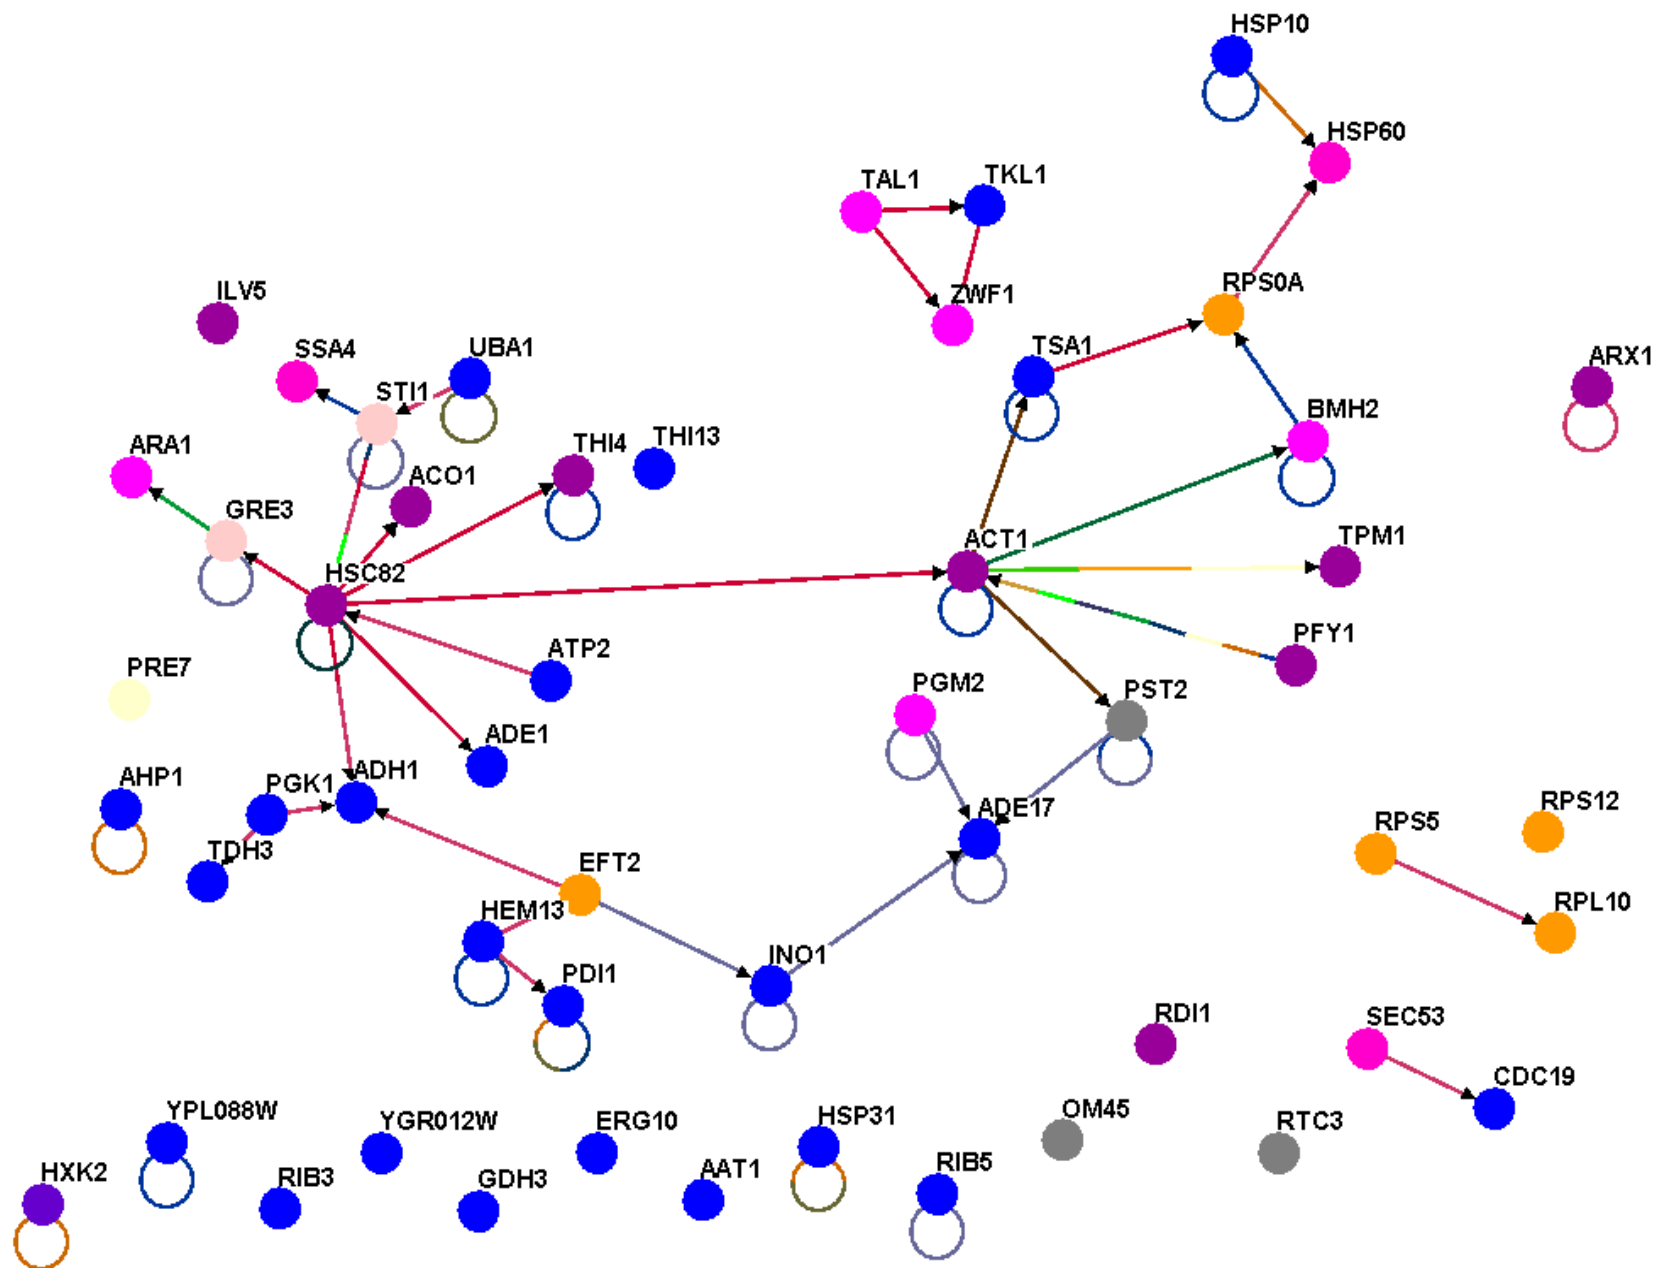 HSP10
HSP60
TAL1
TKL1
ZWF1
RPS0A
ILV5
SSA4
UBA1
STI1
TSA1
ARX1
BMH2
ARA1
ACO1
THI4
THI13
GRE3
ACT1
TPM1
HSC82
PRE7
ATP2
PFY1
PGM2
PST2
ADE1
AHP1
PGK1
ADH1
TDH3
ADE17
RPS5
RPS12
EFT2
HEM13
RPL10
INO1
PDI1
RDI1
SEC53
CDC19
YPL088W
YGR012W
ERG10
HSP31
OM45
RTC3
HXK2
RIB3
GDH3
AAT1
RIB5